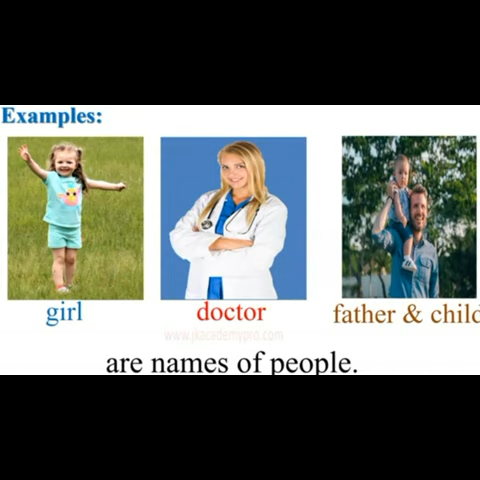 Examples:
girl doctor father & child
www.jkacademypro.com
are names of people.